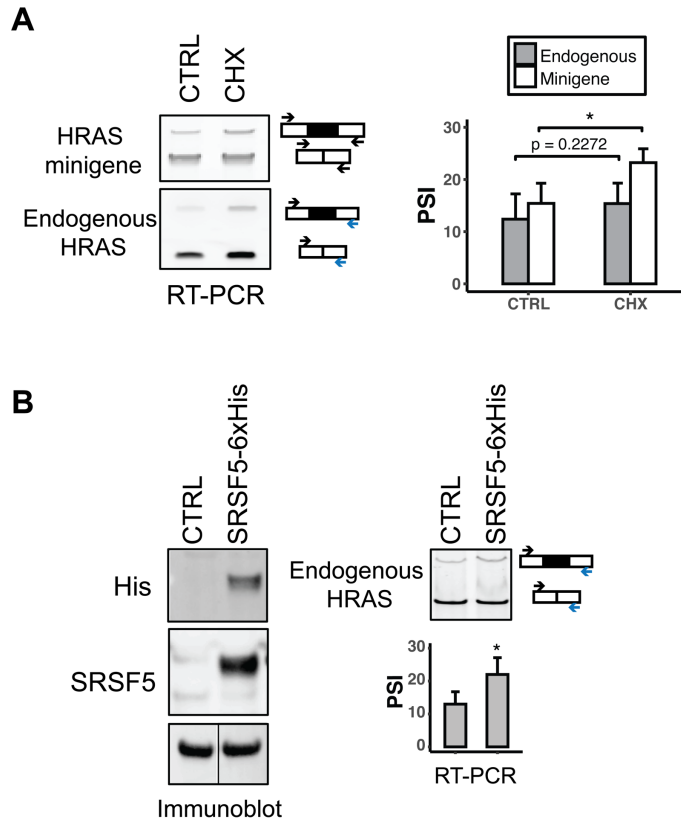 A
CTRL
CHX
HRAS
minigene
Endogenous
HRAS
RT-PCR
Endogenous
Minigene
*
p = 0.2272
PSI
30
20
10
0
CTRL
CHX
B
CTRL
SRSF5-6xHis
His
SRSF5
Immunoblot
CTRL
SRSF5-6xHis
Endogenous
HRAS
*
PSI
30
20
10
0
RT-PCR